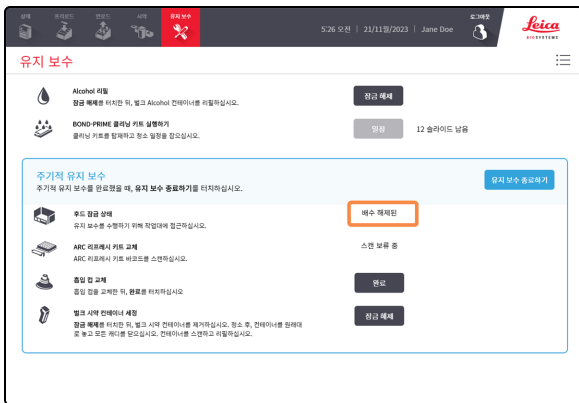 상태 프리로드 언로드 시약 유지 보수
5:26 오전 | 21/11월/2023 | Jane Doe
로그아웃
Leica
BIOSYSTEMS
유지 보수
Alcohol 리필
잠금 해제를 터치한 뒤, 벌크 Alcohol 컨테이너를 리필하십시오.
잠금 해제
BOND-PRIME 클리닝 키트 실행하기
클리닝 키트를 탑재하고 청소 일정을 잡으십시오.
일정
12 슬라이드 남음
주기적 유지 보수
주기적 유지 보수를 완료했을 때, 유지 보수 종료하기를 터치하십시오.
유지 보수 종료하기
후드 잠금 상태
유지 보수를 수행하기 위해 작업대에 접근하십시오.
배수 해제된
ARC 리프레시 키트 교체
ARC 리프레시 키트 바코드를 스캔하십시오.
스캔 보류 중
흡입 컵 교체
흡입 컵을 교체한 뒤, 완료를 터치하십시오
완료
벌크 시약 컨테이너 세정
잠금 해제를 터치한 뒤, 벌크 시약 컨테이너를 제거하십시오. 청소 후, 컨테이너를 원래대
로 놓고 모든 캐디를 닫으십시오. 컨테이너를 스캔하고 리필하십시오.
잠금 해제